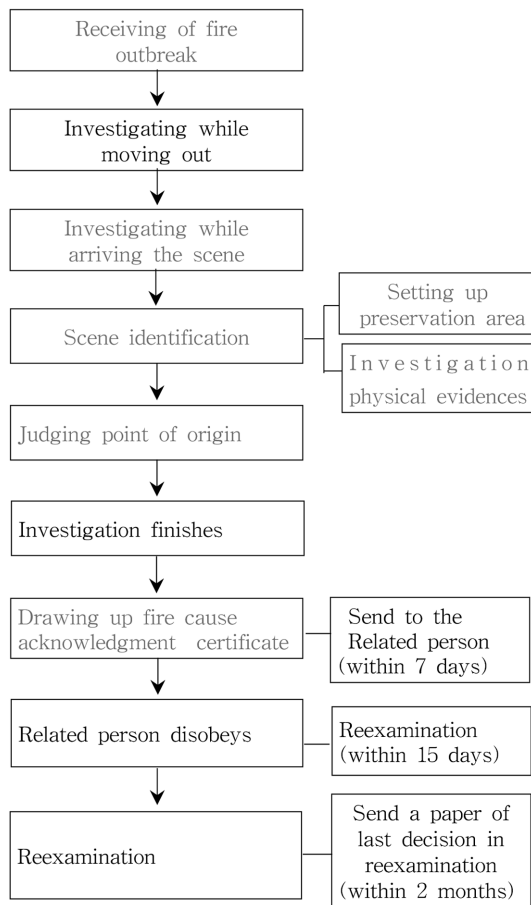 Receiving of fire
outbreak
Investigating while
moving out
Investigating while
arriving the scene
Scene identification
Setting up
preservation area
Investigation
physical evidences
Judging point of origin
Investigation finishes
Drawing up fire cause
acknowledgment certificate
Send to the
Related person
(within 7 days)
Related person disobeys
Reexamination
(within 15 days)
Reexamination
Send a paper of
last decision in
reexamination
(within 2 months)